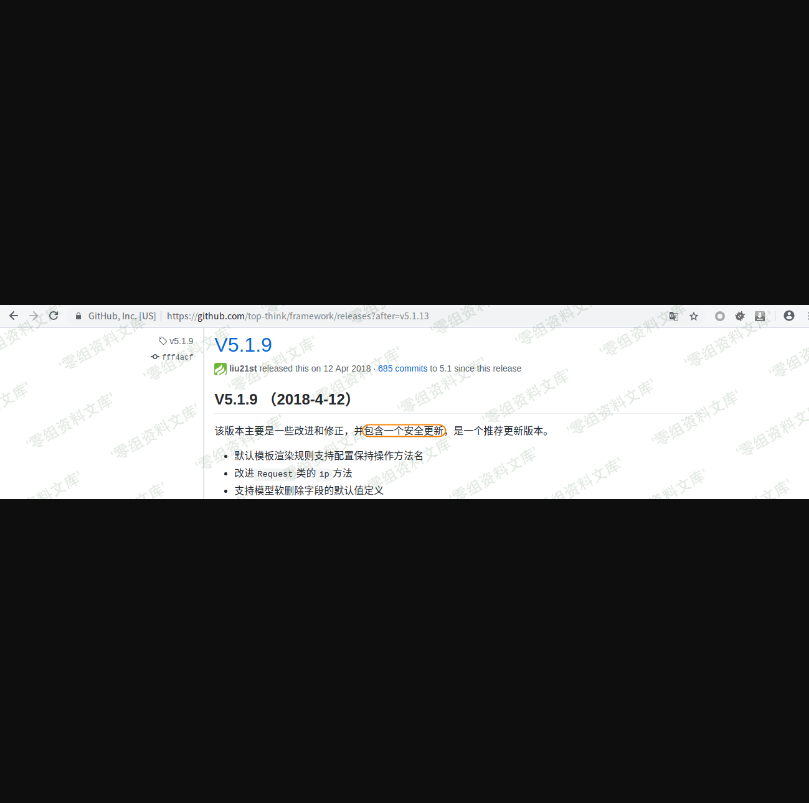 GitHub, Inc. [US] | https://github.com/top-think/framework/releases?after=v5.1.13
v5.1.9
fff4acf
V5.1.9
liu21st released this on 12 Apr 2018 · 685 commits to 5.1 since this release
V5.1.9 （2018-4-12）
该版本主要是一些改进和修正，并包含一个安全更新，是一个推荐更新版本。
• 默认模板渲染规则支持配置保持操作方法名
• 改进 Request 类的 ip 方法
• 支持模型软删除字段的默认值定义
'零组资料文库'